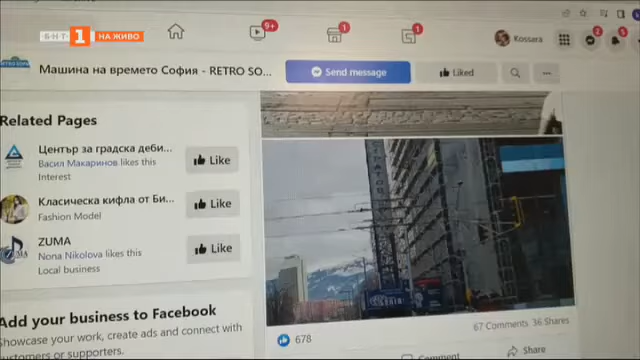 БНТ 1 НА ЖИВО
9+
1
1
Kossara
2
5
Машина на времето София - RETRO SO...
Send message
Liked
Related Pages
Център за градска деби...
Васил Макаринов likes this
Interest
Like
Класическа кифла от Би...
Fashion Model
Like
ZUMA
Nona Nikolova likes this
Local business
Like
Add your business to Facebook
Showcase your work, create ads and connect with
customers or supporters.
678
67 Comments 36 Shares
Comment
Share